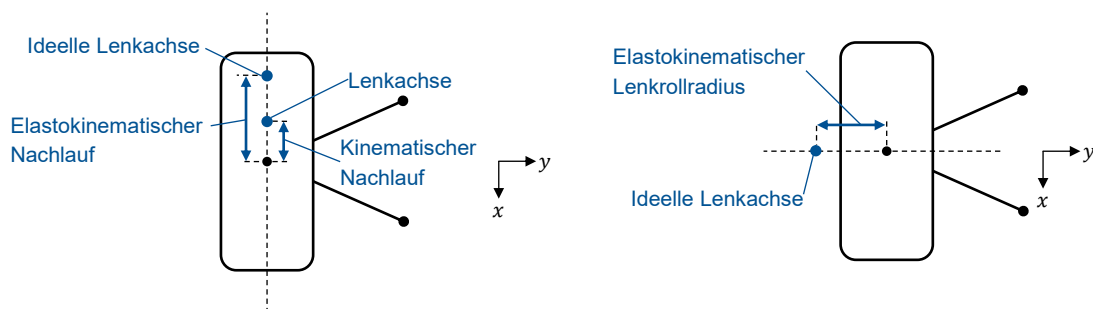 Ideelle Lenkachse
Lenkachse
Elastokinematischer
Nachlauf
Kinematischer
Nachlauf
y
x
Elastokinematischer
Lenkrollradius
Ideelle Lenkachse
y
x